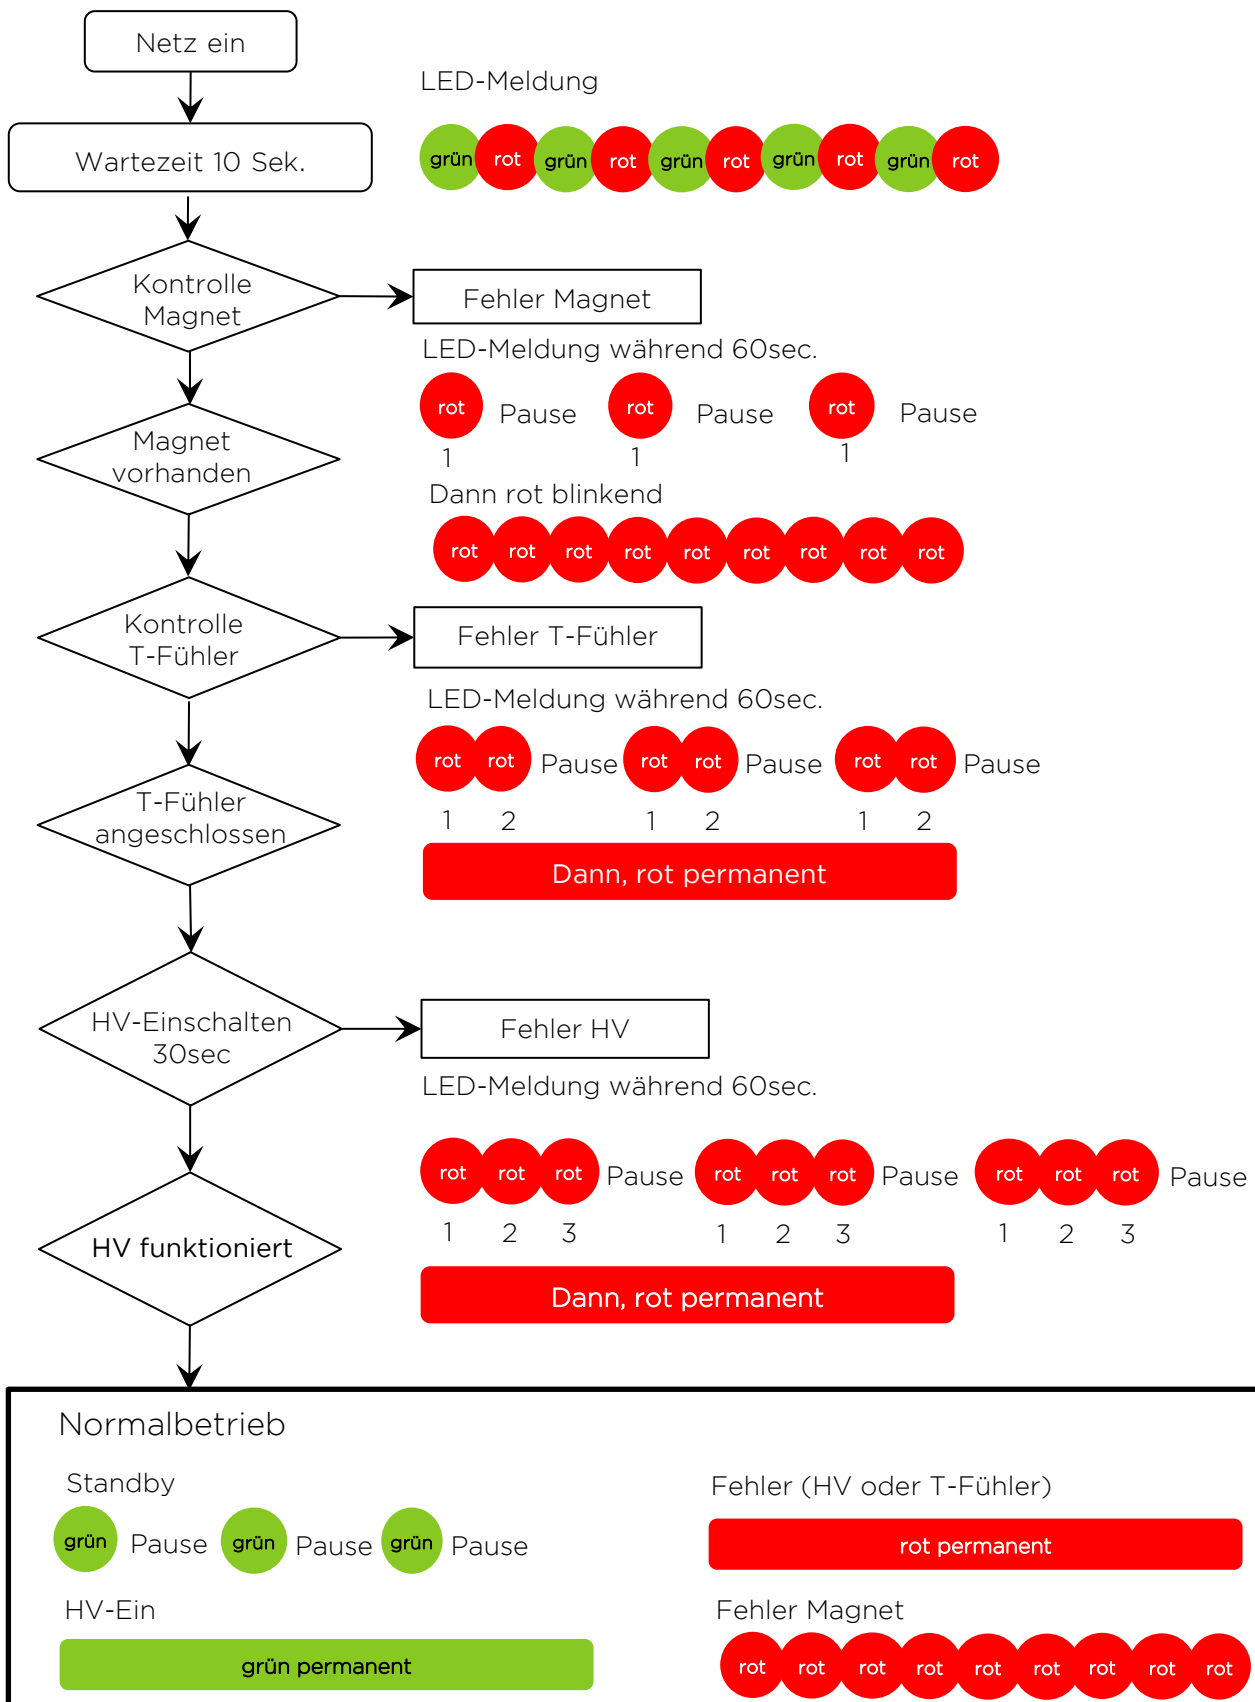 Netz ein
LED-Meldung
Wartezeit 10 Sek.
grün rot grün rot grün rot grün rot grün rot
Kontrolle
Magnet
Fehler Magnet
LED-Meldung während 60sec.
rot Pause rot Pause rot Pause
1 1 1
Magnet
vorhanden
Dann rot blinkend
rot rot rot rot rot rot rot rot rot
Kontrolle
T-Fühler
Fehler T-Fühler
LED-Meldung während 60sec.
rot rot Pause rot rot Pause rot rot Pause
1 2 1 2 1 2
T-Fühler
angeschlossen
Dann, rot permanent
HV-Einschalten
30sec
Fehler HV
LED-Meldung während 60sec.
rot rot rot Pause rot rot rot Pause rot rot rot Pause
1 2 3 1 2 3 1 2 3
HV funktioniert
Dann, rot permanent
Normalbetrieb
Standby
grün Pause grün Pause grün Pause
Fehler (HV oder T-Fühler)
rot permanent
HV-Ein
grün permanent
Fehler Magnet
rot rot rot rot rot rot rot rot rot